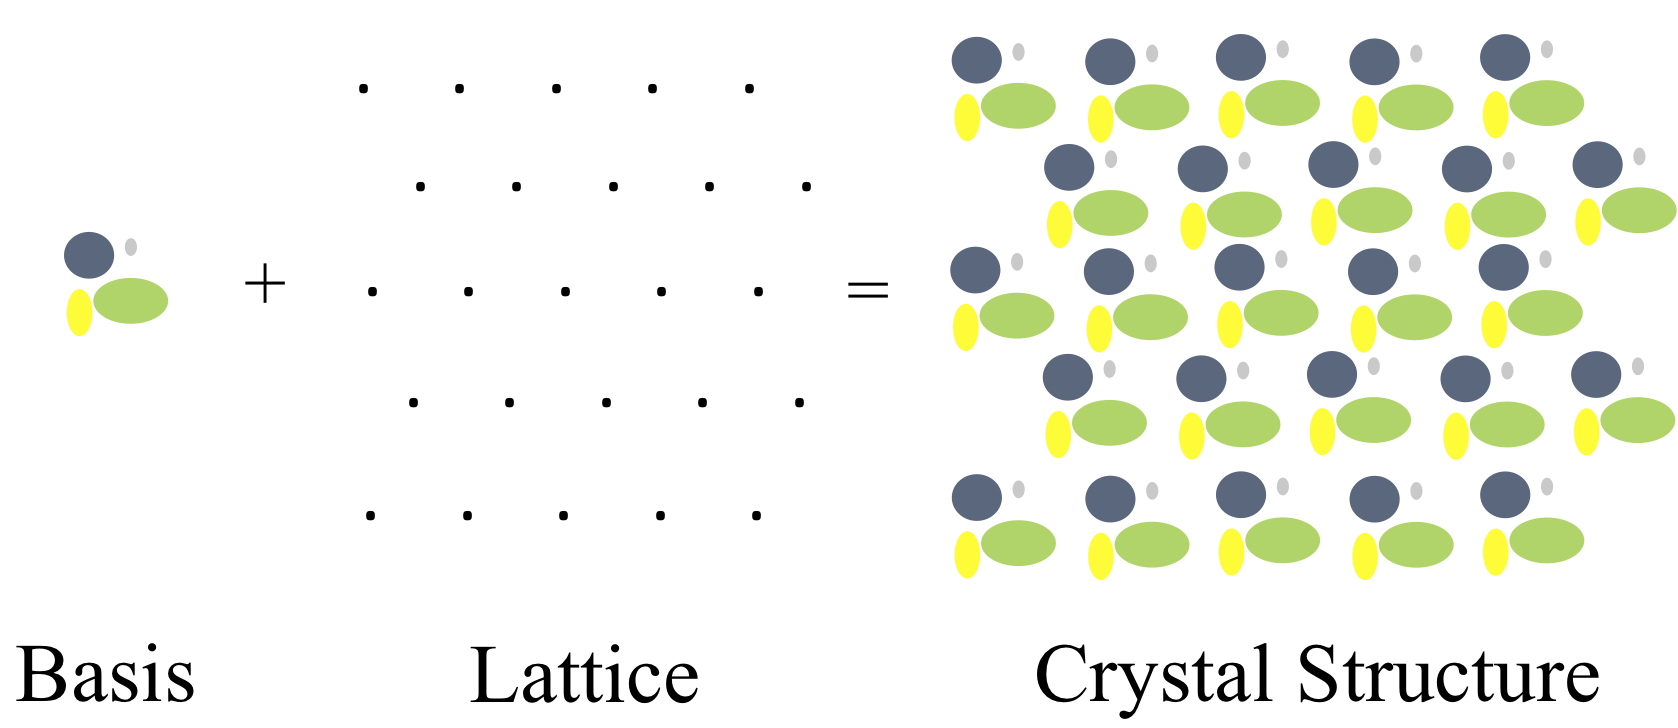 + =
Basis Lattice Crystal Structure